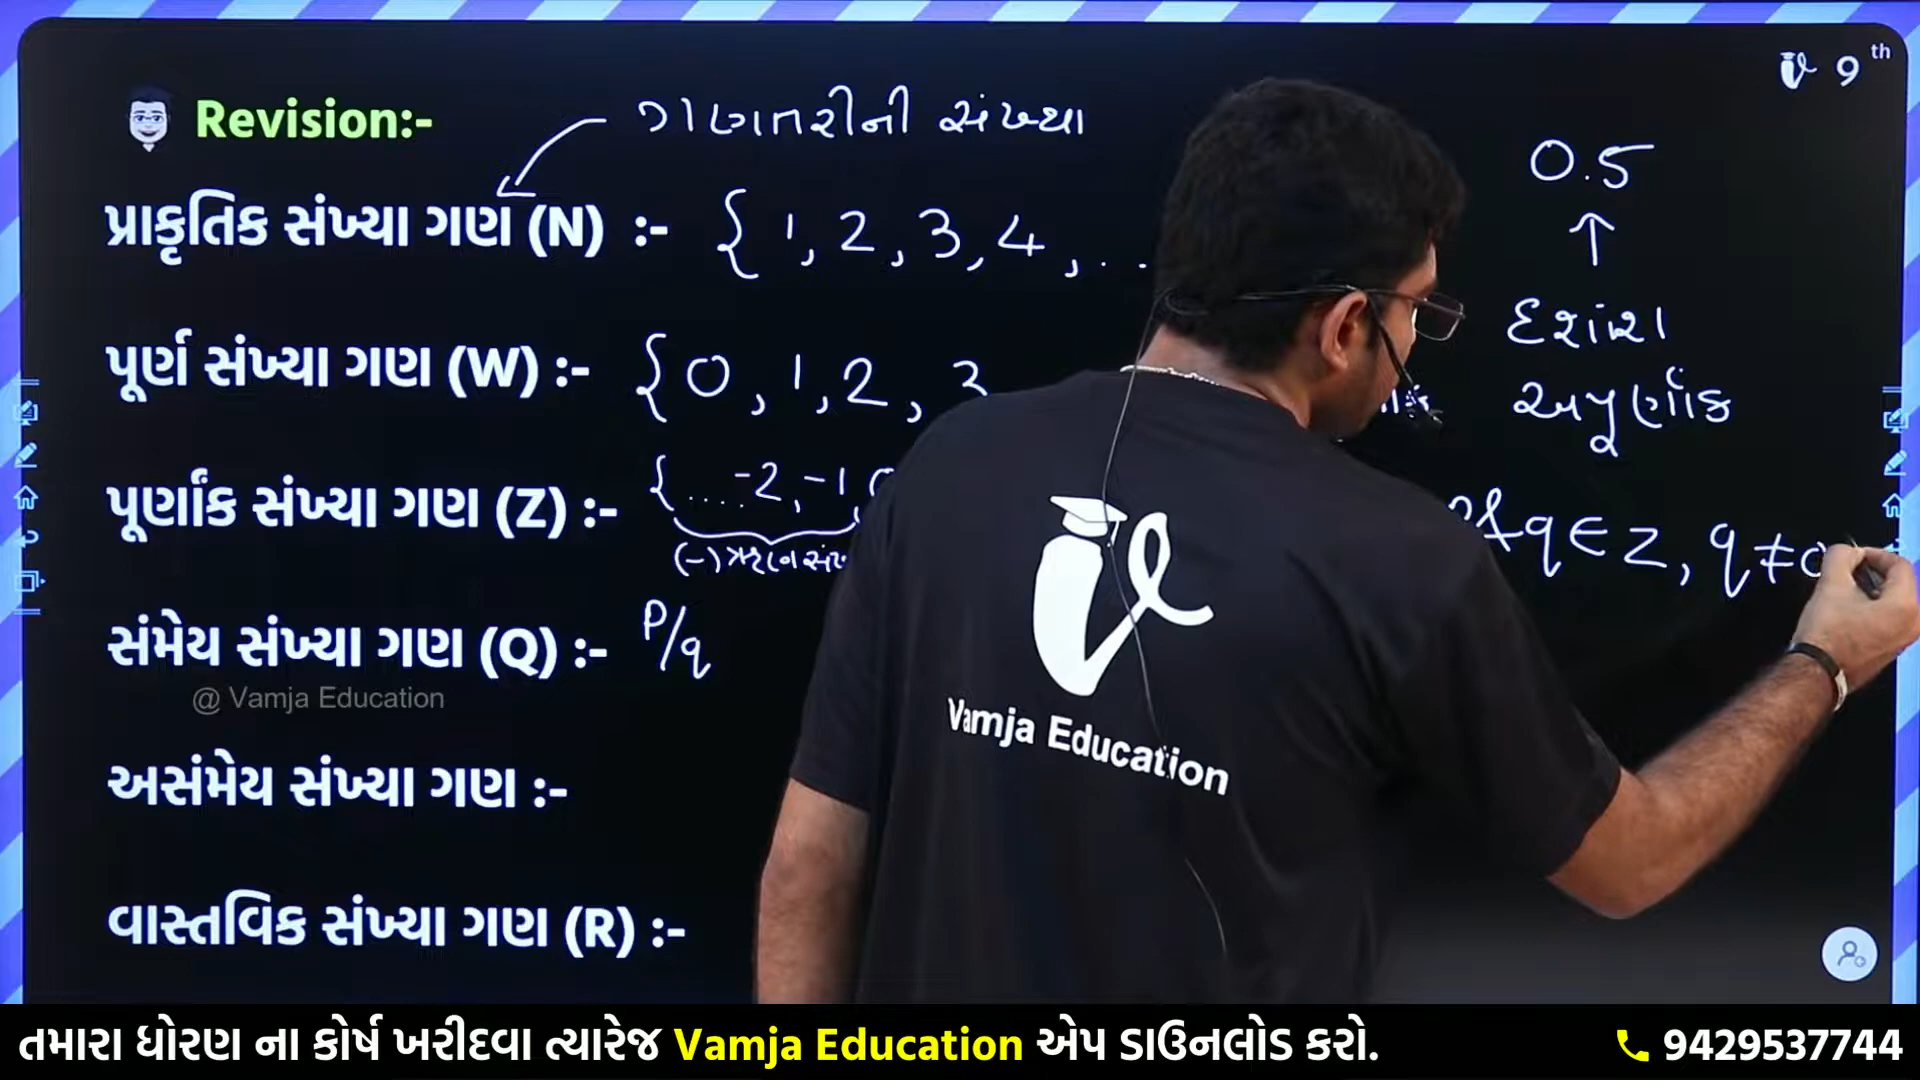 9th
Revision:-
ગણતરીની સંખ્યા
0.5
પ્રાકૃતિક સંખ્યા ગણ (N) :- { 1, 2, 3, 4, ..
દશાંશ
અપૂર્ણાંક
પૂર્ણ સંખ્યા ગણ (W) :- { 0, 1, 2, 3
પૂર્ણાંક સંખ્યા ગણ (Z) :- { ....-2, -1
(-) ઋણ
q ∈ Z, q ≠ 0
સંમેય સંખ્યા ગણ (Q) :- P/q
@ Vamja Education
અસંમેય સંખ્યા ગણ :-
વાસ્તવિક સંખ્યા ગણ (R) :-
Vamja Education
તમારા ધોરણ ના કોર્ષ ખરીદવા ત્યારેજ Vamja Education એપ ડાઉનલોડ કરો.
9429537744